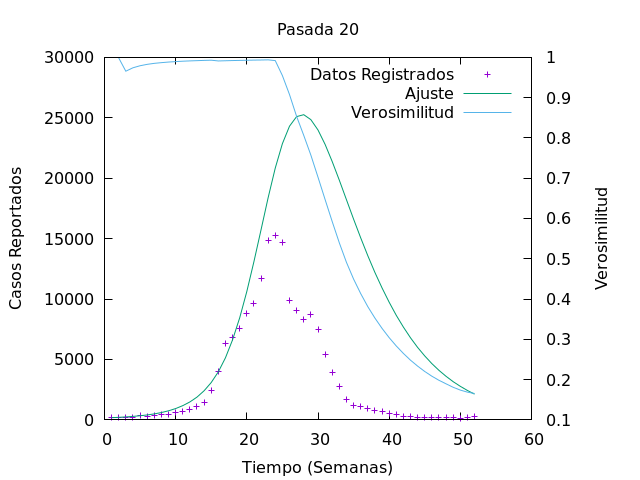 Pasada 20
30000
25000
20000
15000
10000
5000
0
1
0.9
0.8
0.7
0.6
0.5
0.4
0.3
0.2
0.1
Datos Registrados
Ajuste
Verosimilitud
Casos Reportados
Verosimilitud
0 10 20 30 40 50 60
Tiempo (Semanas)